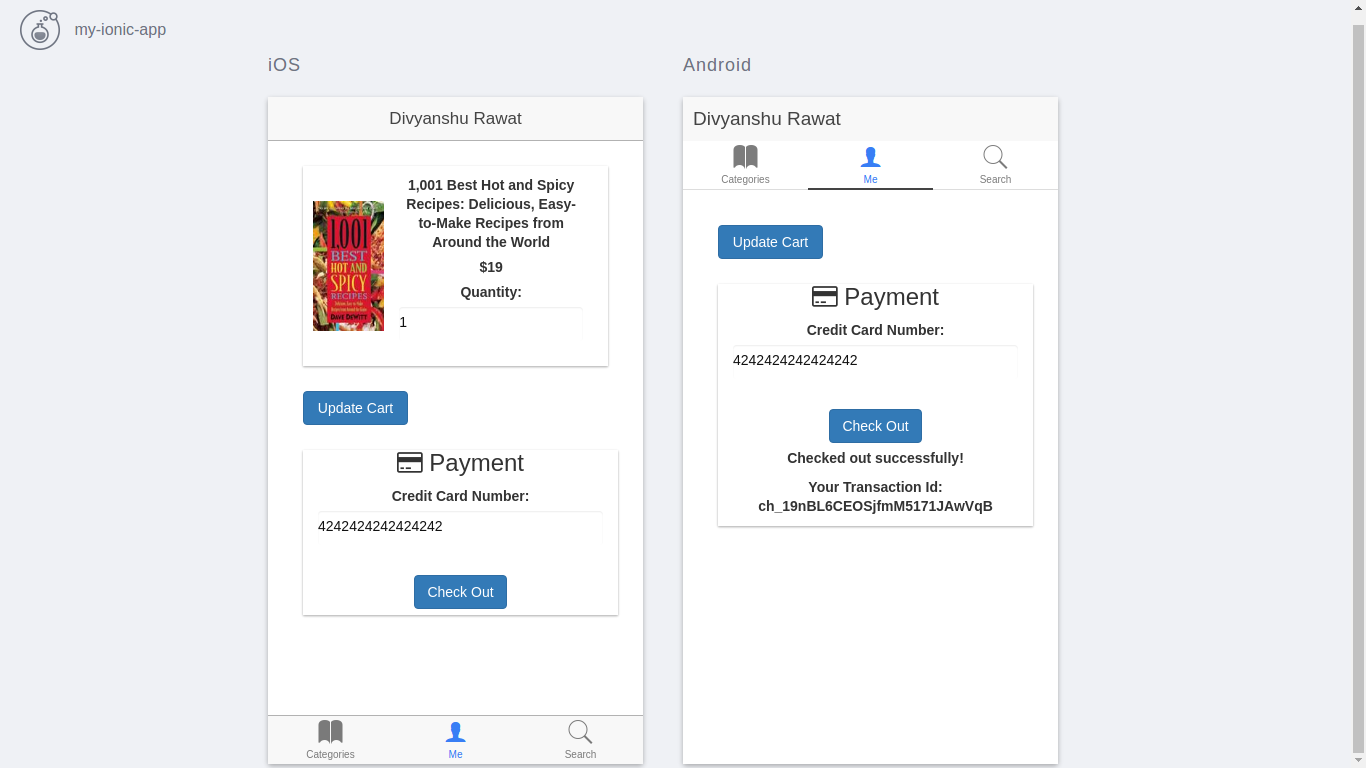 my-ionic-app
iOS
Divyanshu Rawat
1,001 Best Hot and Spicy
Recipes: Delicious, Easy-
to-Make Recipes from
Around the World
$19
Quantity:
1
1,001
BEST
HOT AND
SPICY
RECIPES
DAVE DEWITT
Update Cart
Payment
Credit Card Number:
4242424242424242
Check Out
Categories
Me
Search
Android
Divyanshu Rawat
Categories
Me
Search
Update Cart
Payment
Credit Card Number:
4242424242424242
Check Out
Checked out successfully!
Your Transaction Id:
ch_19nBL6CEOSjfmM5171JAwVqB